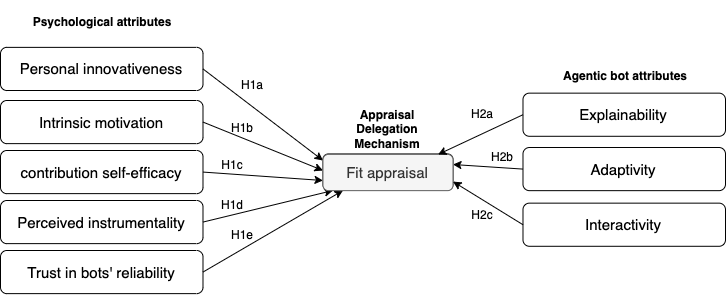 Psychological attributes
Personal innovativeness
Intrinsic motivation
contribution self-efficacy
Perceived instrumentality
Trust in bots' reliability
H1a
H1b
H1c
H1d
H1e
Appraisal
Delegation
Mechanism
Fit appraisal
H2a
H2b
H2c
Agentic bot attributes
Explainability
Adaptivity
Interactivity